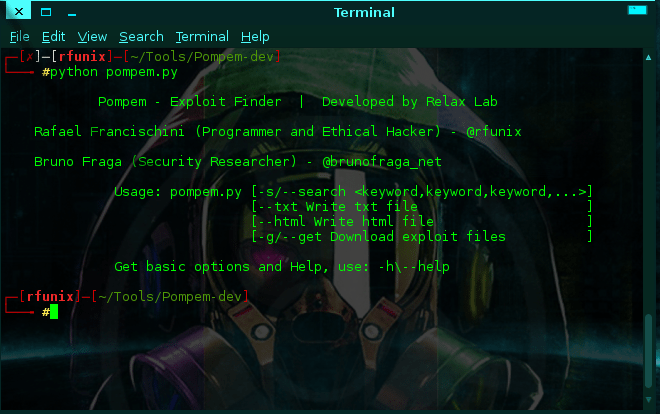 Terminal
File Edit View Search Terminal Help
┌─[✗]─[rfunix]─[~/Tools/Pompem-dev]
└──╼ #python pompem.py
Pompem - Exploit Finder | Developed by Relax Lab
Rafael Francischini (Programmer and Ethical Hacker) - @rfunix
Bruno Fraga (Security Researcher) - @brunofraga_net
Usage: pompem.py [-s/--search <keyword,keyword,keyword,...>]
[--txt Write txt file ]
[--html Write html file ]
[-g/--get Download exploit files ]
Get basic options and Help, use: -h\--help
┌─[rfunix]─[~/Tools/Pompem-dev]
└──╼ #